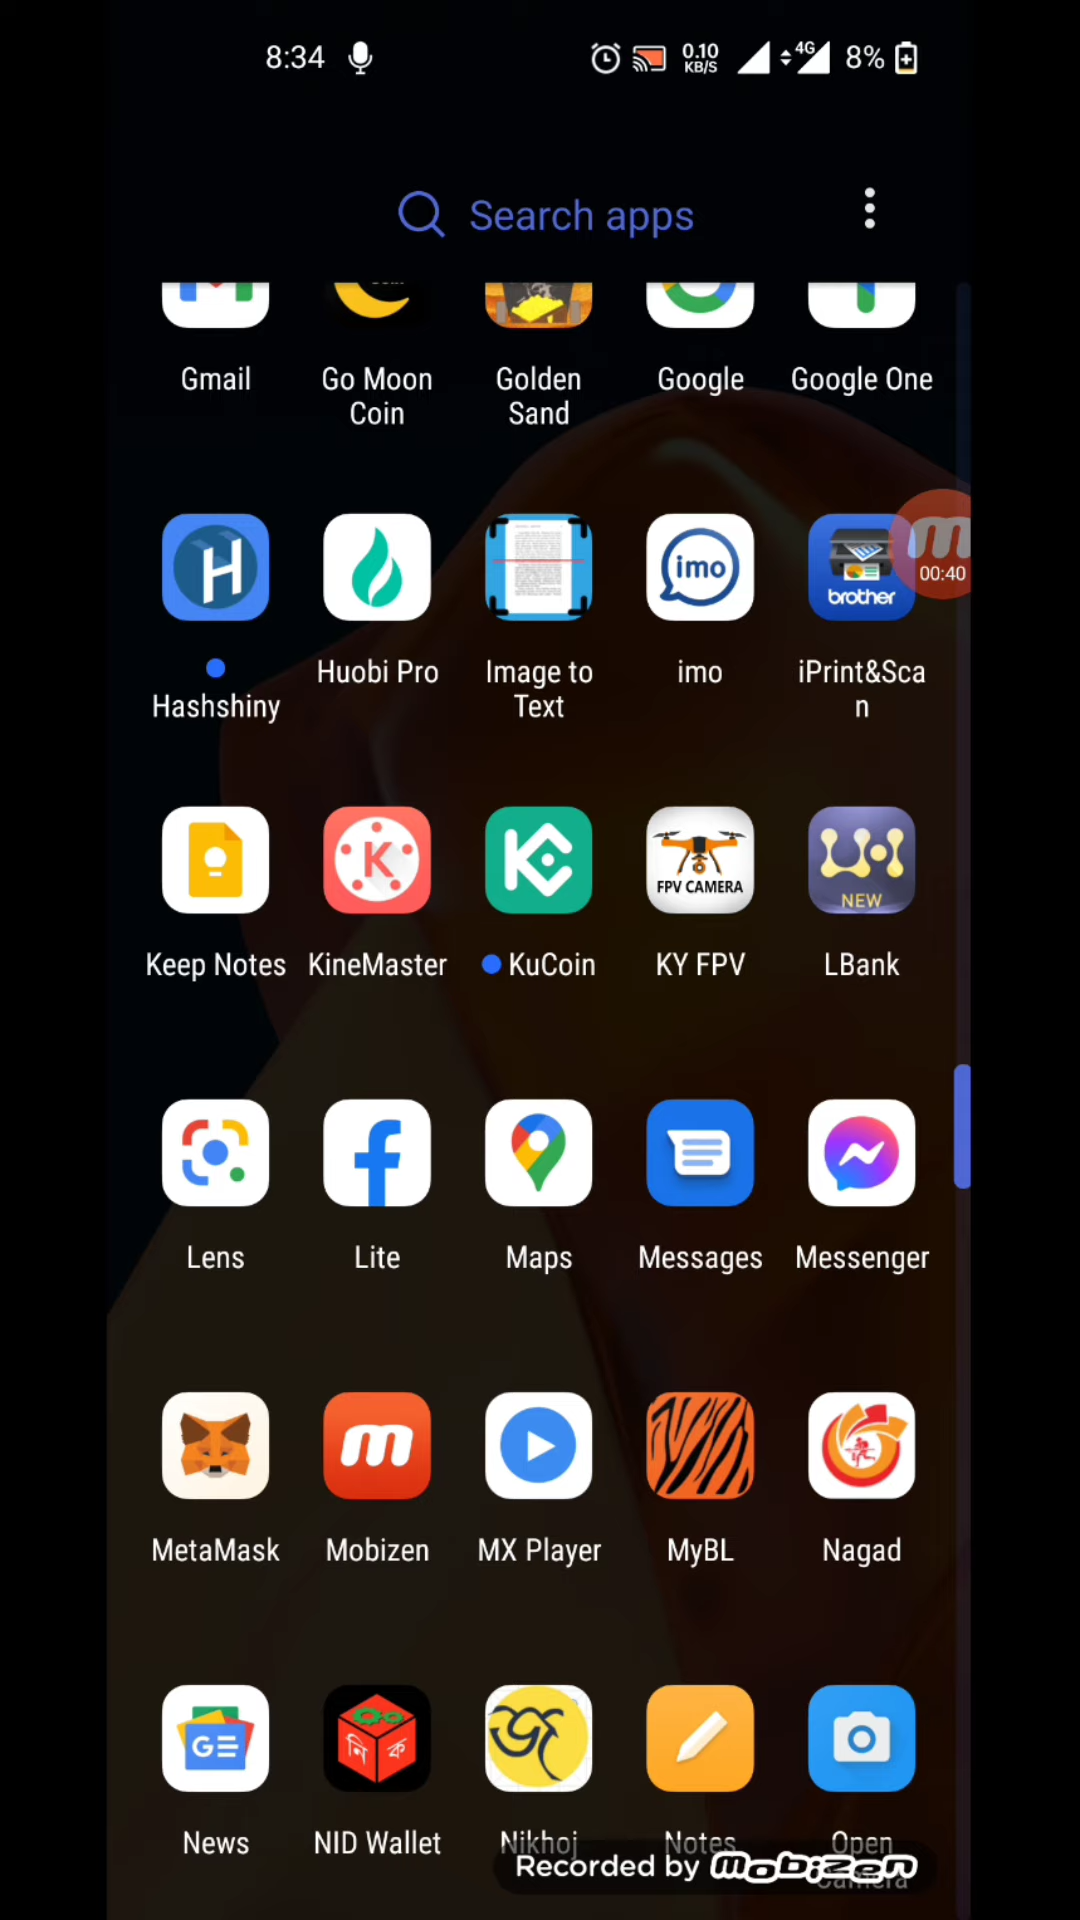 8:34 0.10 KB/S 4G 8%
Search apps
Gmail Go Moon Coin Golden Sand Google Google One
imo brother 00:40
Hashshiny Huobi Pro Image to Text imo iPrint&Scan
K FPV CAMERA NEW
Keep Notes KineMaster KuCoin KY FPV LBank
Lens Lite Maps Messages Messenger
MetaMask Mobizen MX Player MyBL Nagad
GE নি ক
News NID Wallet Nikhoj Notes Open Camera
Recorded by mobizen